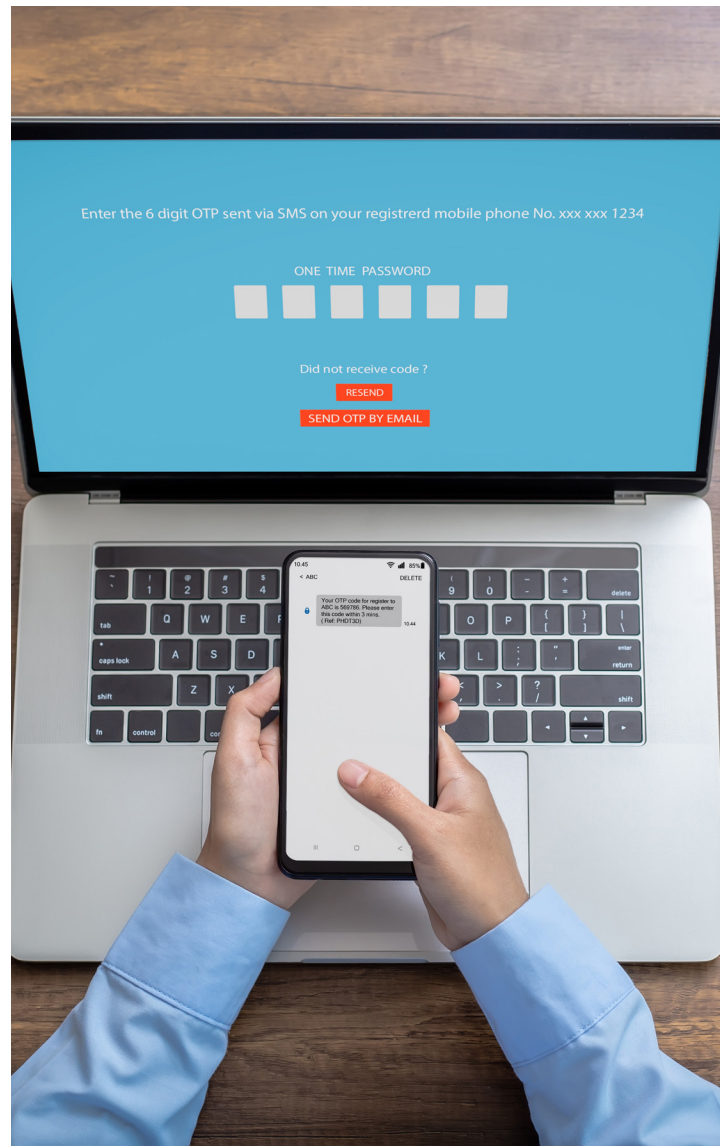 Enter the 6 digit OTP sent via SMS on your registrerd mobile phone No. xxx xxx 1234
ONE TIME PASSWORD
Did not receive code ?
RESEND
SEND OTP BY EMAIL
10.45 85%
< ABC DELETE
Your OTP code for register to
ABC is 569785. Please enter
this code within 3 mins.
( Ref: PHDT3D) 10.44
~ ` ! 1 @ 2 # 3 $ 4 ( 9 ) 0 _ - + = delete
tab Q W E O P { [ } ] | \
caps lock A S D K L : ; " ' enter return
shift Z X < , > . ? / shift
fn control